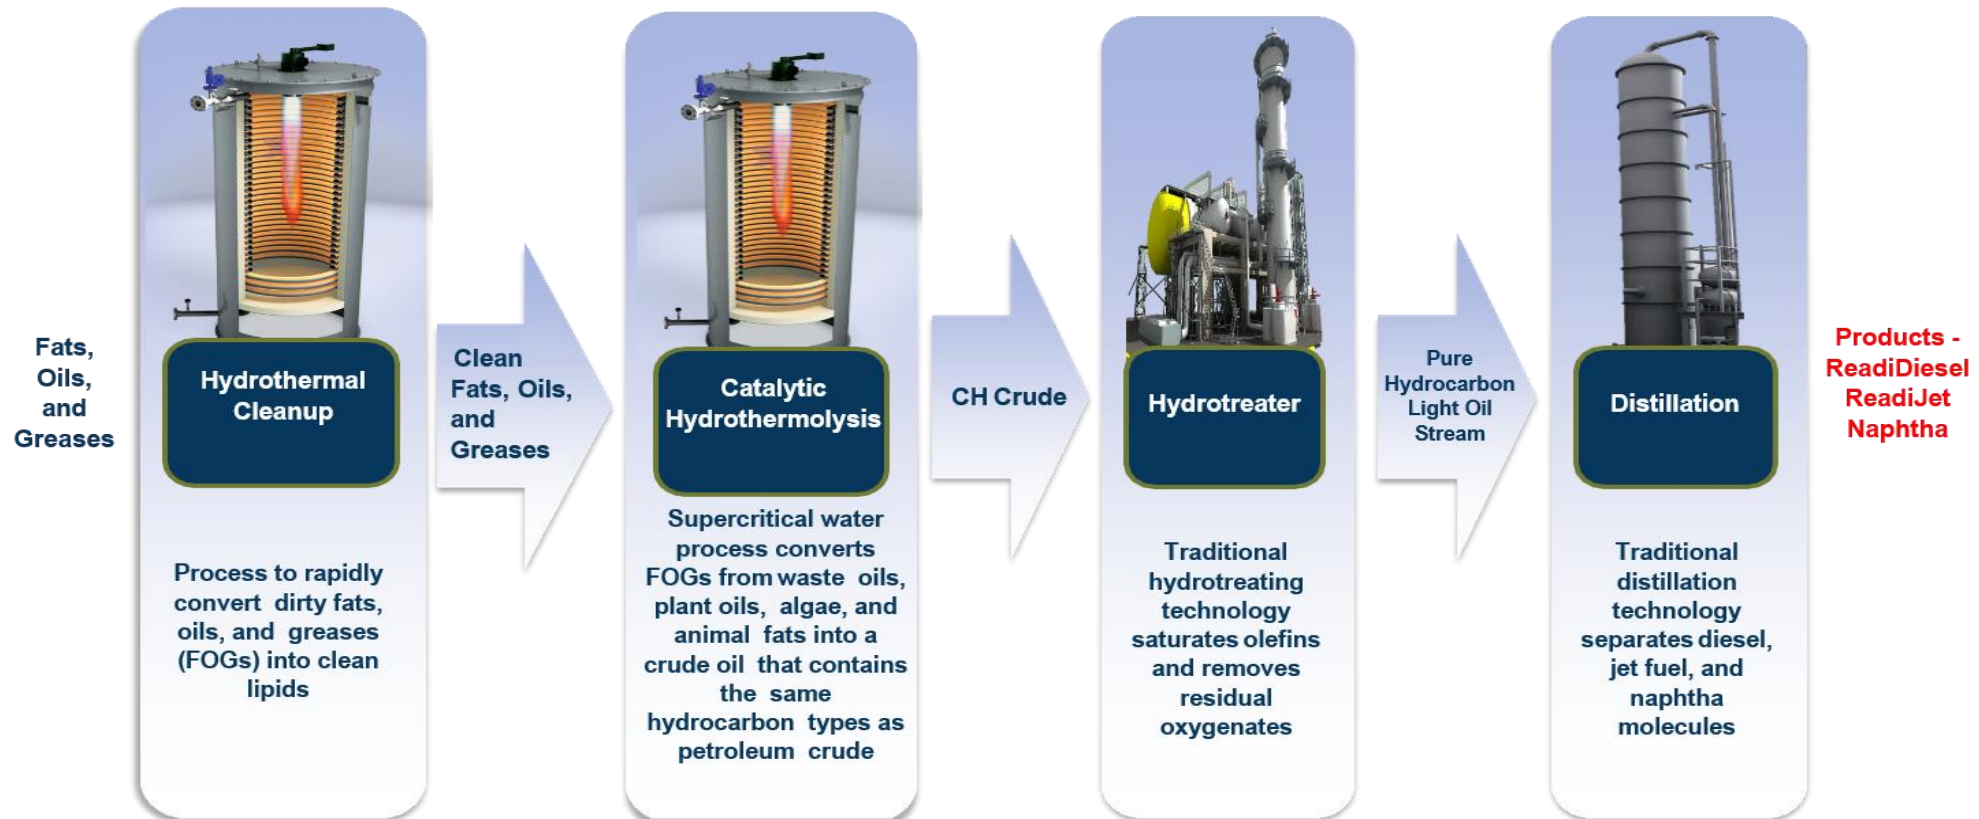 Fats,
Oils,
and
Greases
Hydrothermal
Cleanup
Process to rapidly
convert dirty fats,
oils, and greases
(FOGs) into clean
lipids
Clean
Fats, Oils,
and
Greases
Catalytic
Hydrothermolysis
Supercritical water
process converts
FOGs from waste oils,
plant oils, algae, and
animal fats into a
crude oil that contains
the same
hydrocarbon types as
petroleum crude
CH Crude
Hydrotreater
Traditional
hydrotreating
technology
saturates olefins
and removes
residual
oxygenates
Pure
Hydrocarbon
Light Oil
Stream
Distillation
Traditional
distillation
technology
separates diesel,
jet fuel, and
naphtha
molecules
Products -
ReadiDiesel
ReadiJet
Naphtha